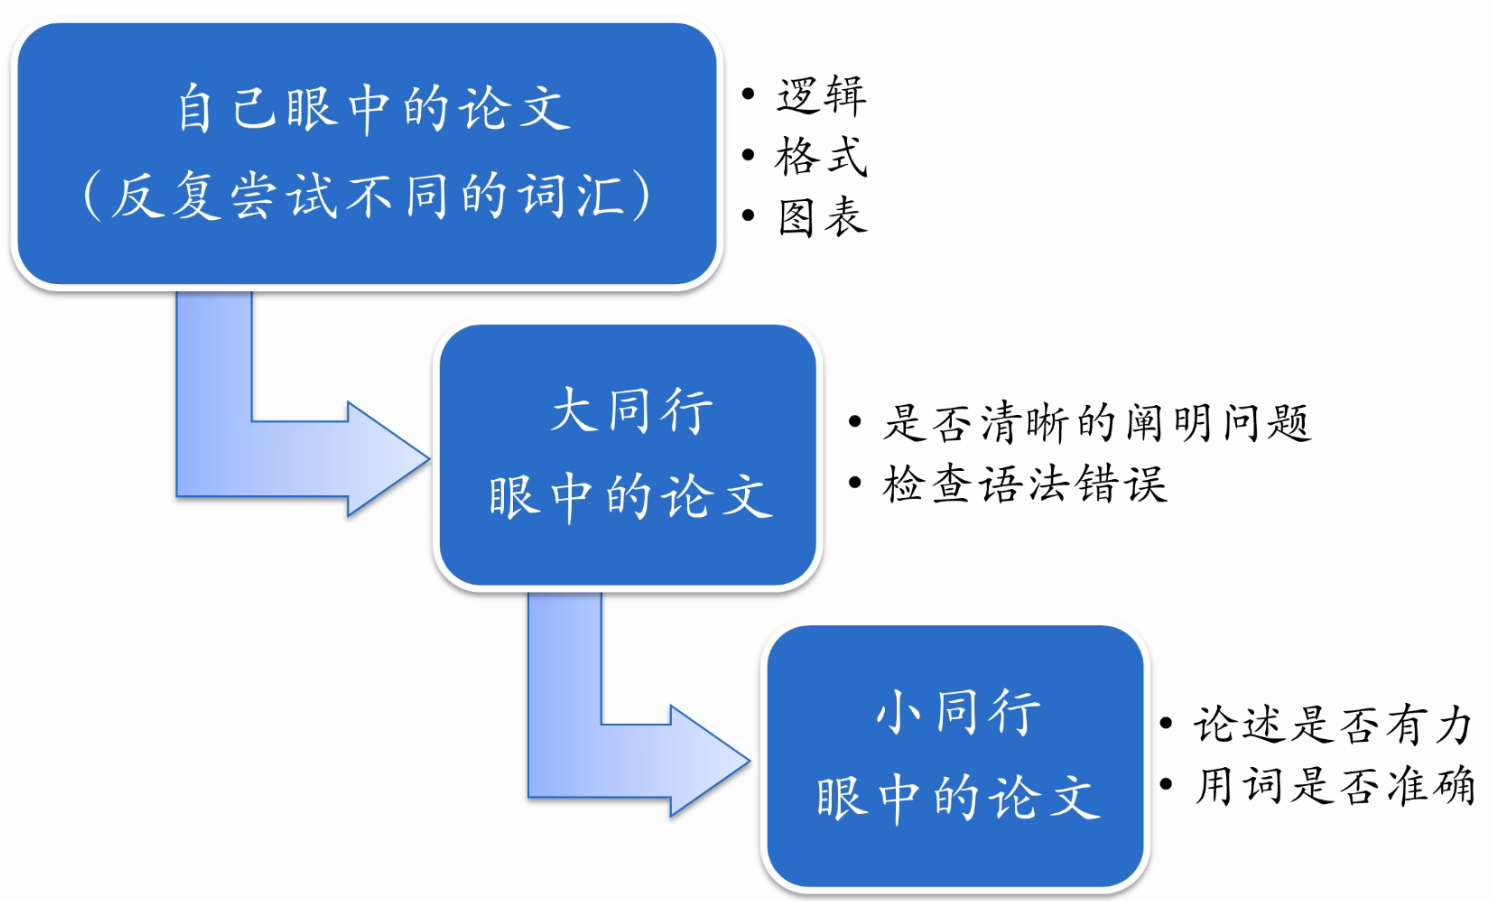 自己眼中的论文
（反复尝试不同的词汇）
• 逻辑
• 格式
• 图表
大同行
眼中的论文
• 是否清晰的阐明问题
• 检查语法错误
小同行
眼中的论文
• 论述是否有力
• 用词是否准确